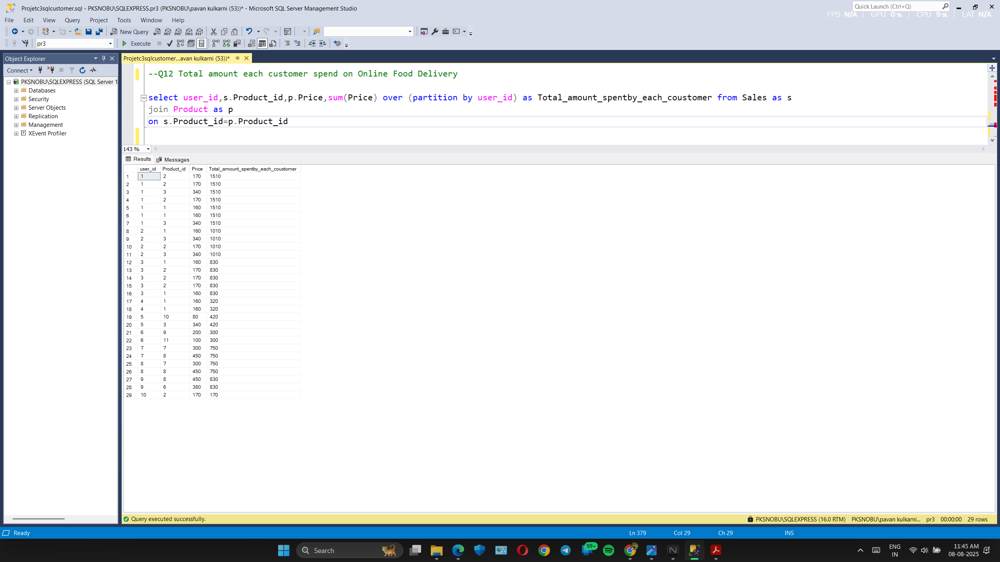 Projetc3sqlcustomer.sql - PKSNOBU\SQLEXPRESS.pr3 (PKSNOBU\pavan kulkarni (53))* - Microsoft SQL Server Management Studio
Quick Launch (Ctrl+Q)
FPS N/A GPU 0% CPU 9% LAT N/A
File Edit View Query Project Tools Window Help
New Query MDX DMX XMLA DAX
pr3 Execute
Object Explorer
Projetc3sqlcustomer...avan kulkarni (53))*
Connect
PKSNOBU\SQLEXPRESS (SQL Server 1
Databases
Security
Server Objects
Replication
Management
XEvent Profiler
--Q12 Total amount each customer spend on Online Food Delivery
select user_id,s.Product_id,p.Price,sum(Price) over (partition by user_id) as Total_amount_spentby_each_coustomer from Sales as s
join Product as p
on s.Product_id=p.Product_id
143 %
Results Messages
user_id Product_id Price Total_amount_spentby_each_coustomer
1 1 2 170 1510
2 1 2 170 1510
3 1 3 340 1510
4 1 2 170 1510
5 1 1 160 1510
6 1 1 160 1510
7 1 3 340 1510
8 2 1 160 1010
9 2 3 340 1010
10 2 2 170 1010
11 2 3 340 1010
12 3 1 160 830
13 3 2 170 830
14 3 2 170 830
15 3 2 170 830
16 3 1 160 830
17 4 1 160 320
18 4 1 160 320
19 5 10 80 420
20 5 3 340 420
21 6 9 200 300
22 6 11 100 300
23 7 7 300 750
24 7 8 450 750
25 8 7 300 750
26 8 8 450 750
27 9 8 450 830
28 9 6 380 830
29 10 2 170 170
Query executed successfully.
PKSNOBU\SQLEXPRESS (16.0 RTM) PKSNOBU\pavan kulkarni... pr3 00:00:00 29 rows
Ready Ln 379 Col 29 Ch 29 INS
Search
99+
ENG
IN
11:45 AM
08-08-2025